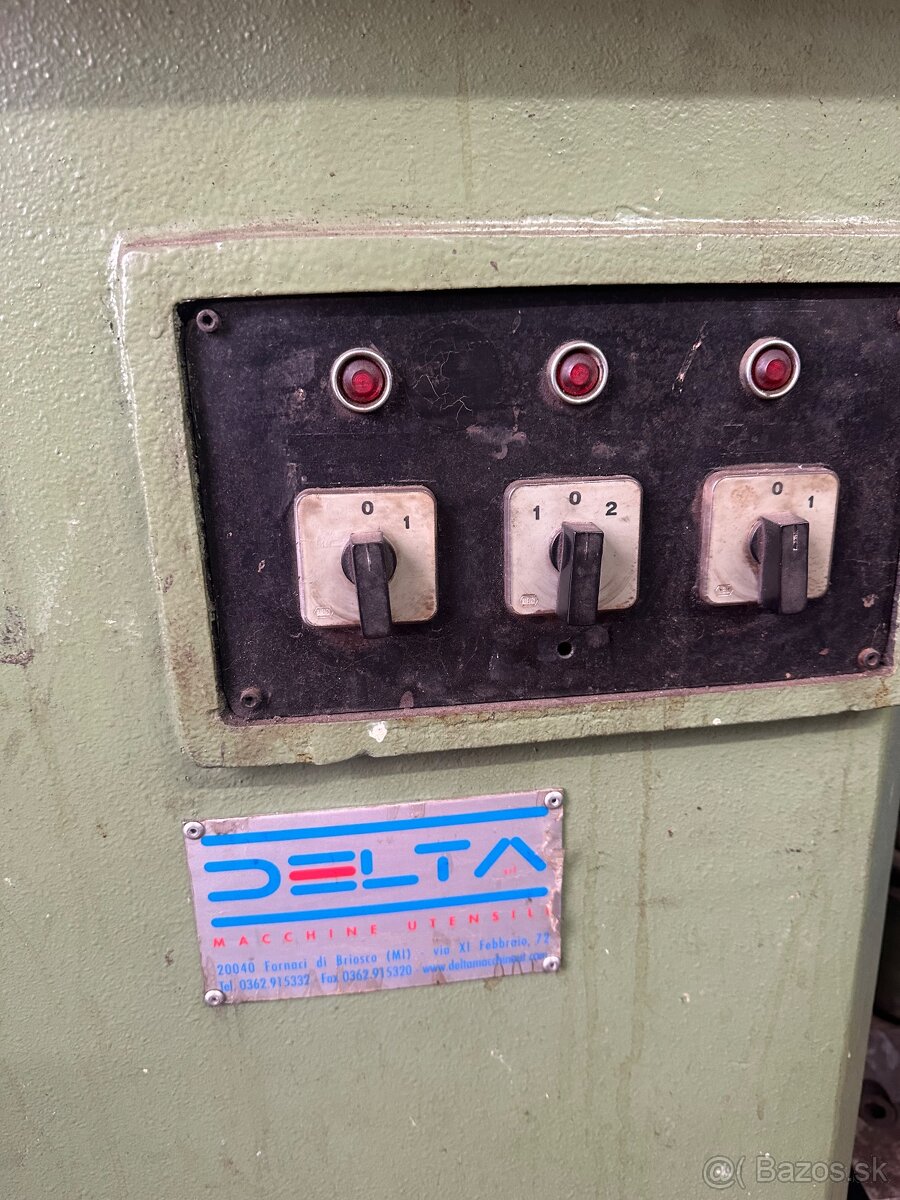 0 1
1 0 2
0 1
DELTA srl
MACCHINE UTENSILI
20040 Fornaci di Briosco (MI) via XI Febbraio, 72
Tel. 0362.915332 - Fax 0362.915320 - www.deltamacchineut.com
Bazos.sk